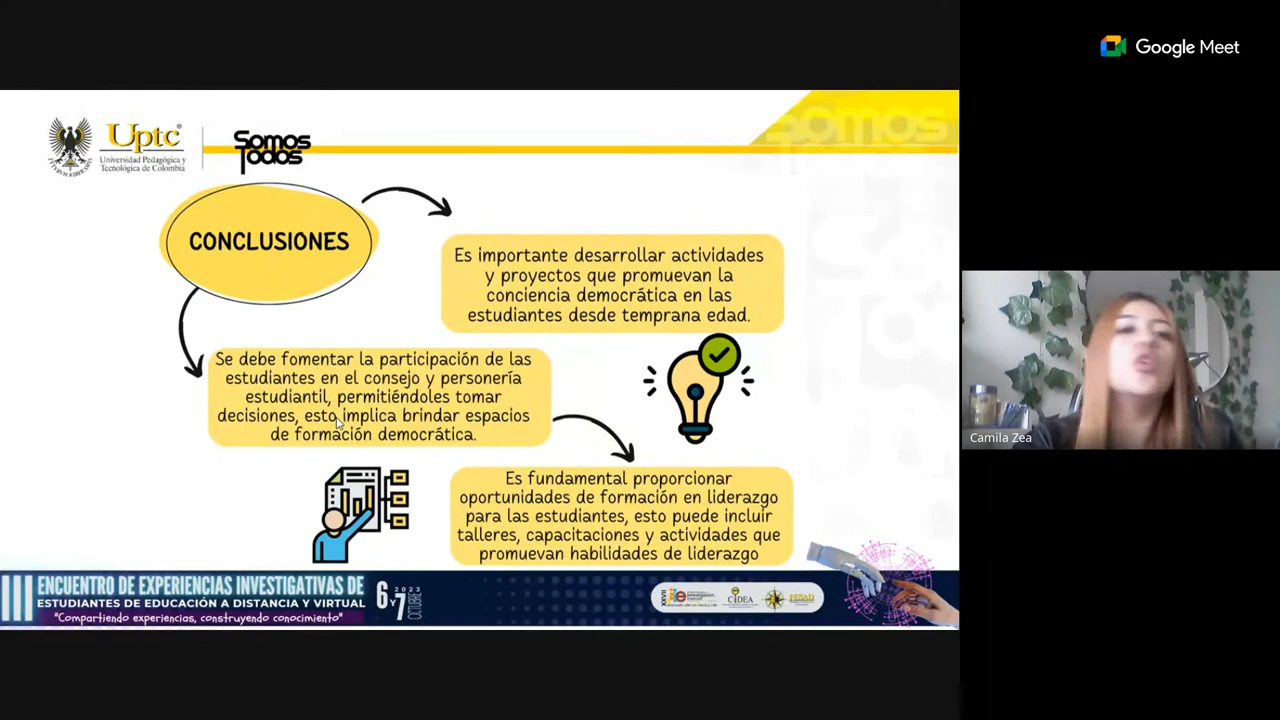 Google Meet
Uptc
Universidad Pedagógica y
Tecnológica de Colombia
Somos
Todos
somos
CONCLUSIONES
Es importante desarrollar actividades
y proyectos que promuevan la
conciencia democrática en las
estudiantes desde temprana edad.
Se debe fomentar la participación de las
estudiantes en el consejo y personería
estudiantil, permitiéndoles tomar
decisiones, esto implica brindar espacios
de formación democrática.
Es fundamental proporcionar
oportunidades de formación en liderazgo
para las estudiantes, esto puede incluir
talleres, capacitaciones y actividades que
promuevan habilidades de liderazgo
Camila Zea
III ENCUENTRO DE EXPERIENCIAS INVESTIGATIVAS DE
ESTUDIANTES DE EDUCACIÓN A DISTANCIA Y VIRTUAL
"Compartiendo experiencias, construyendo conocimiento"
6 Y 7
2023
OCTUBRE
CIDEA